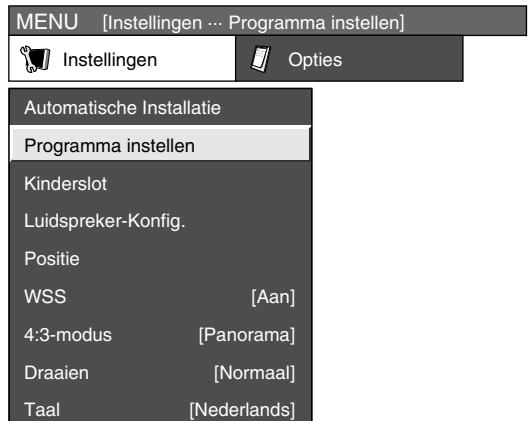 MENU [Instellingen ··· Programma instellen]
Instellingen Opties
Automatische Installatie
Programma instellen
Kinderslot
Luidspreker-Konfig.
Positie
WSS [Aan]
4:3-modus [Panorama]
Draaien [Normaal]
Taal [Nederlands]